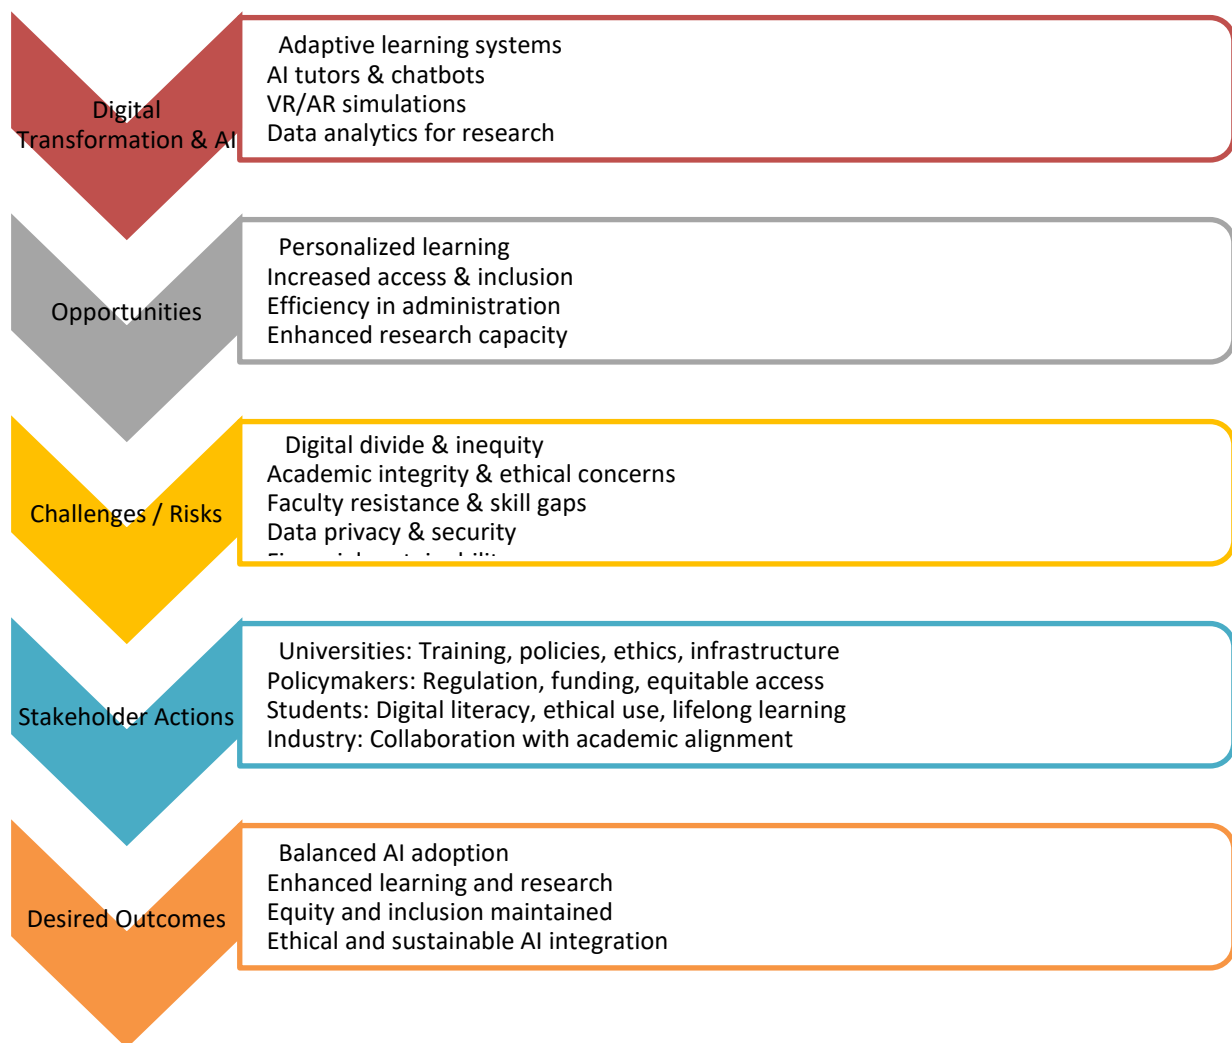 Digital
Transformation & AI
Adaptive learning systems
AI tutors & chatbots
VR/AR simulations
Data analytics for research
Opportunities
Personalized learning
Increased access & inclusion
Efficiency in administration
Enhanced research capacity
Challenges / Risks
Digital divide & inequity
Academic integrity & ethical concerns
Faculty resistance & skill gaps
Data privacy & security
Stakeholder Actions
Universities: Training, policies, ethics, infrastructure
Policymakers: Regulation, funding, equitable access
Students: Digital literacy, ethical use, lifelong learning
Industry: Collaboration with academic alignment
Desired Outcomes
Balanced AI adoption
Enhanced learning and research
Equity and inclusion maintained
Ethical and sustainable AI integration